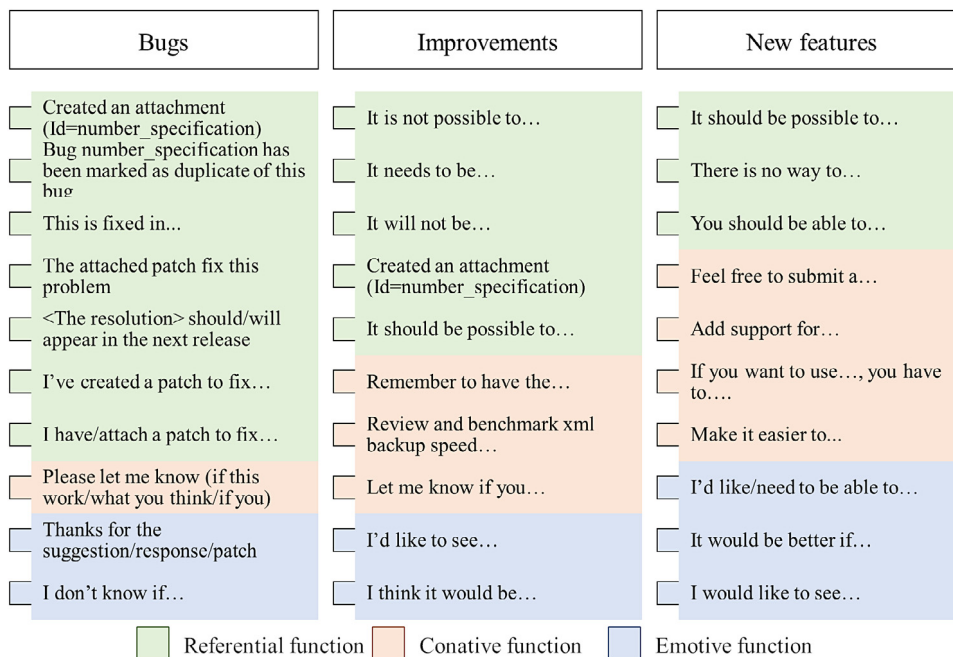 Bugs
Improvements
New features
Created an attachment
(Id=number_specification)
Bug number_specification has
been marked as duplicate of this
bug
This is fixed in...
The attached patch fix this
problem
<The resolution> should/will
appear in the next release
I've created a patch to fix…
I have/attach a patch to fix…
Please let me know (if this
work/what you think/if you)
Thanks for the
suggestion/response/patch
I don't know if…
It is not possible to…
It needs to be…
It will not be…
Created an attachment
(Id=number_specification)
It should be possible to…
Remember to have the…
Review and benchmark xml
backup speed…
Let me know if you…
I'd like to see…
I think it would be…
It should be possible to…
There is no way to…
You should be able to…
Feel free to submit a…
Add support for…
If you want to use…, you have
to….
Make it easier to...
I'd like/need to be able to…
It would be better if…
I would like to see…
Referential function
Conative function
Emotive function